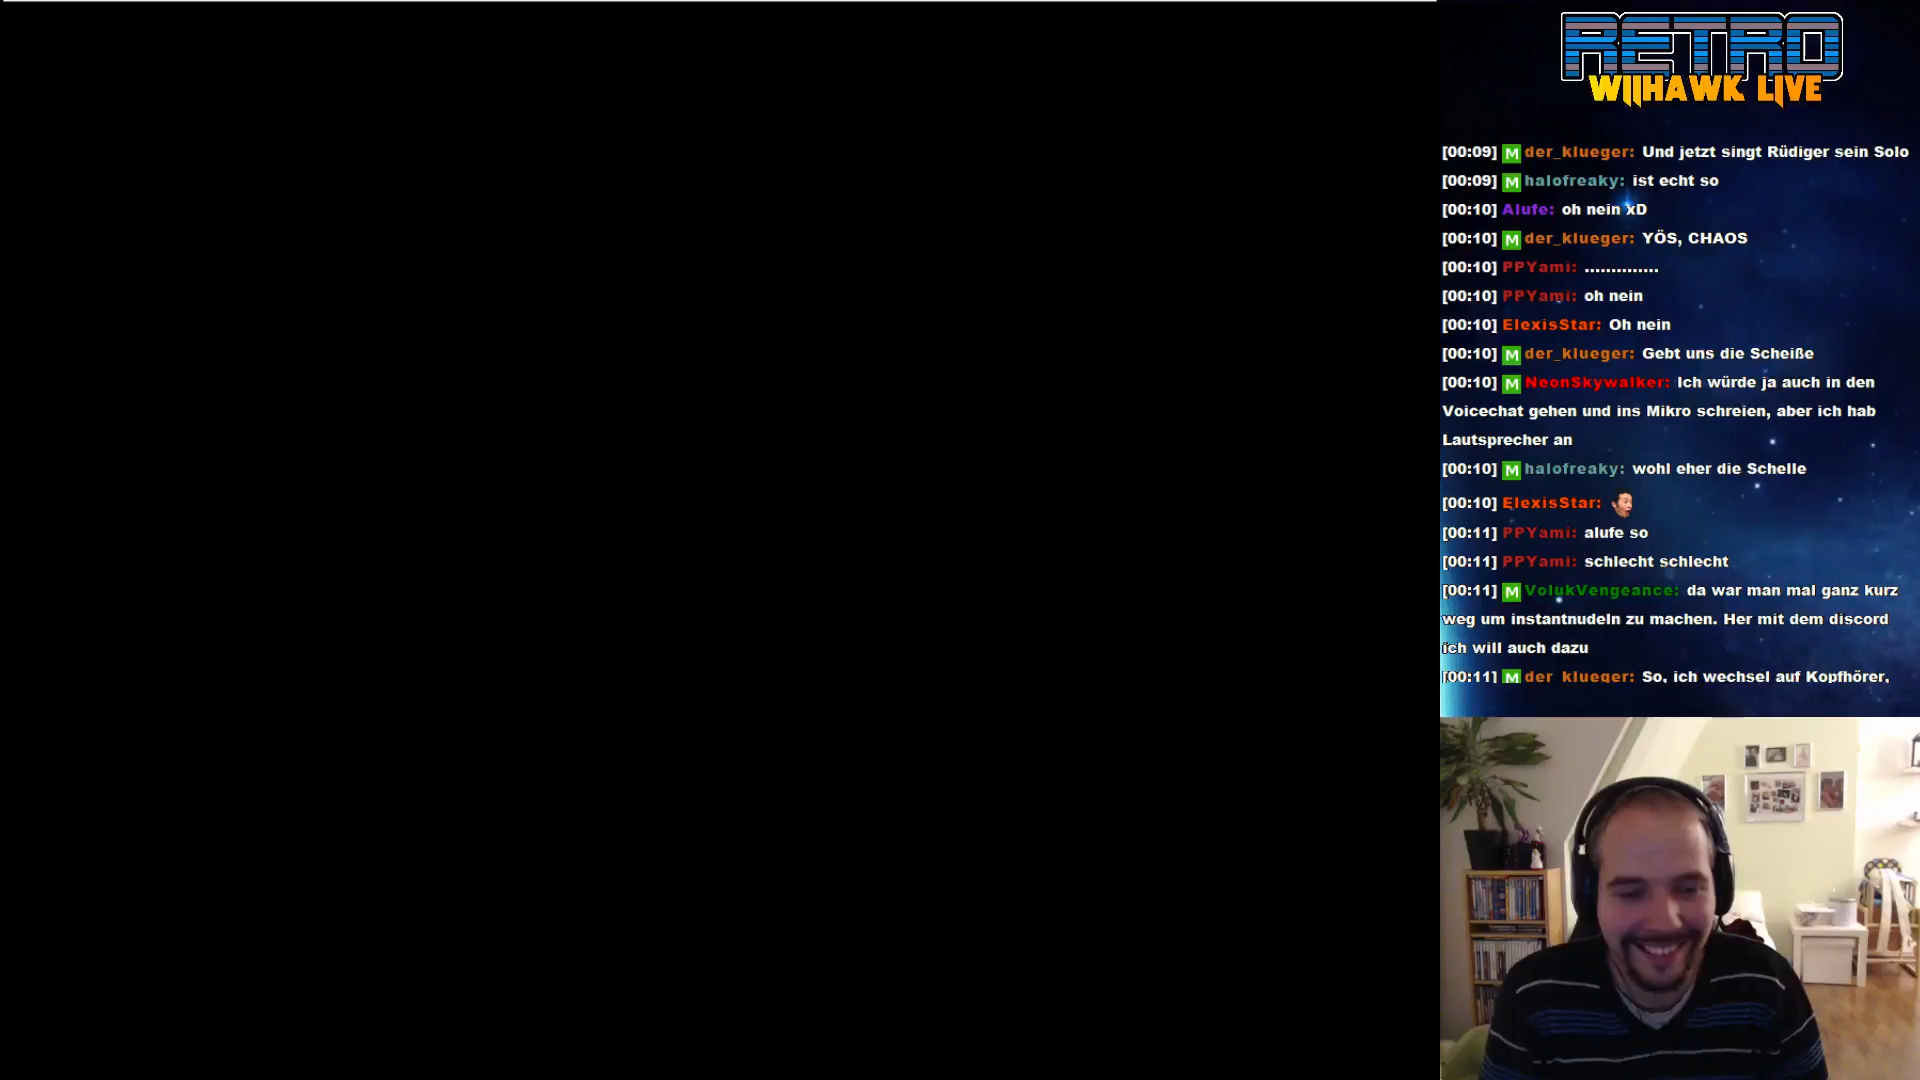 RETRO
WIIHAWK LIVE
[00:09] M der_klueger: Und jetzt singt Rüdiger sein Solo
[00:09] M halofreaky: ist echt so
[00:10] Alufe: oh nein xD
[00:10] M der_klueger: YÖS, CHAOS
[00:10] PPYami: ..............
[00:10] PPYami: oh nein
[00:10] ElexisStar: Oh nein
[00:10] M der_klueger: Gebt uns die Scheiße
[00:10] M NeonSkywalker: Ich würde ja auch in den
Voicechat gehen und ins Mikro schreien, aber ich hab
Lautsprecher an
[00:10] M halofreaky: wohl eher die Schelle
[00:10] ElexisStar:
[00:11] PPYami: alufe so
[00:11] PPYami: schlecht schlecht
[00:11] M VolukVengeance: da war man mal ganz kurz
weg um instantnudeln zu machen. Her mit dem discord
ich will auch dazu
[00:11] M der_klueger: So, ich wechsel auf Kopfhörer,